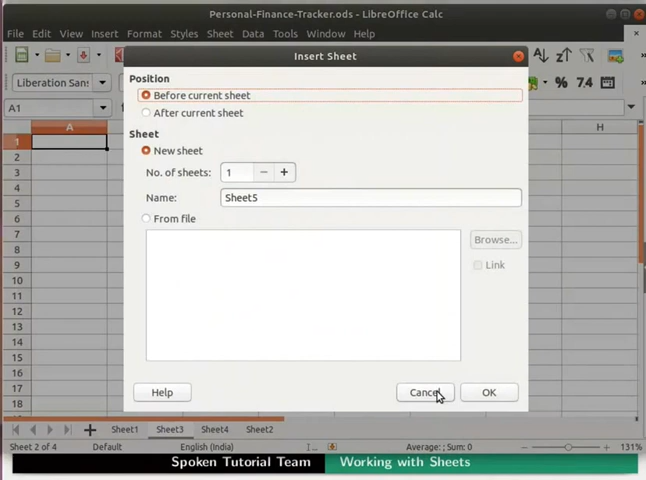 Personal-Finance-Tracker.ods - LibreOffice Calc
File Edit View Insert Format Styles Sheet Data Tools Window Help
Insert Sheet
Liberation Sans
% 7.4
A1
Position
Before current sheet
After current sheet
Sheet
New sheet
No. of sheets: 1
Name: Sheet5
From file
Browse...
Link
Help Cancel OK
A H
1
2
3
4
5
6
7
8
9
10
11
12
13
14
15
16
17
18
Sheet1 Sheet3 Sheet4 Sheet2
Sheet 2 of 4 Default English (India) Average: ; Sum: 0 131%
Spoken Tutorial Team Working with Sheets